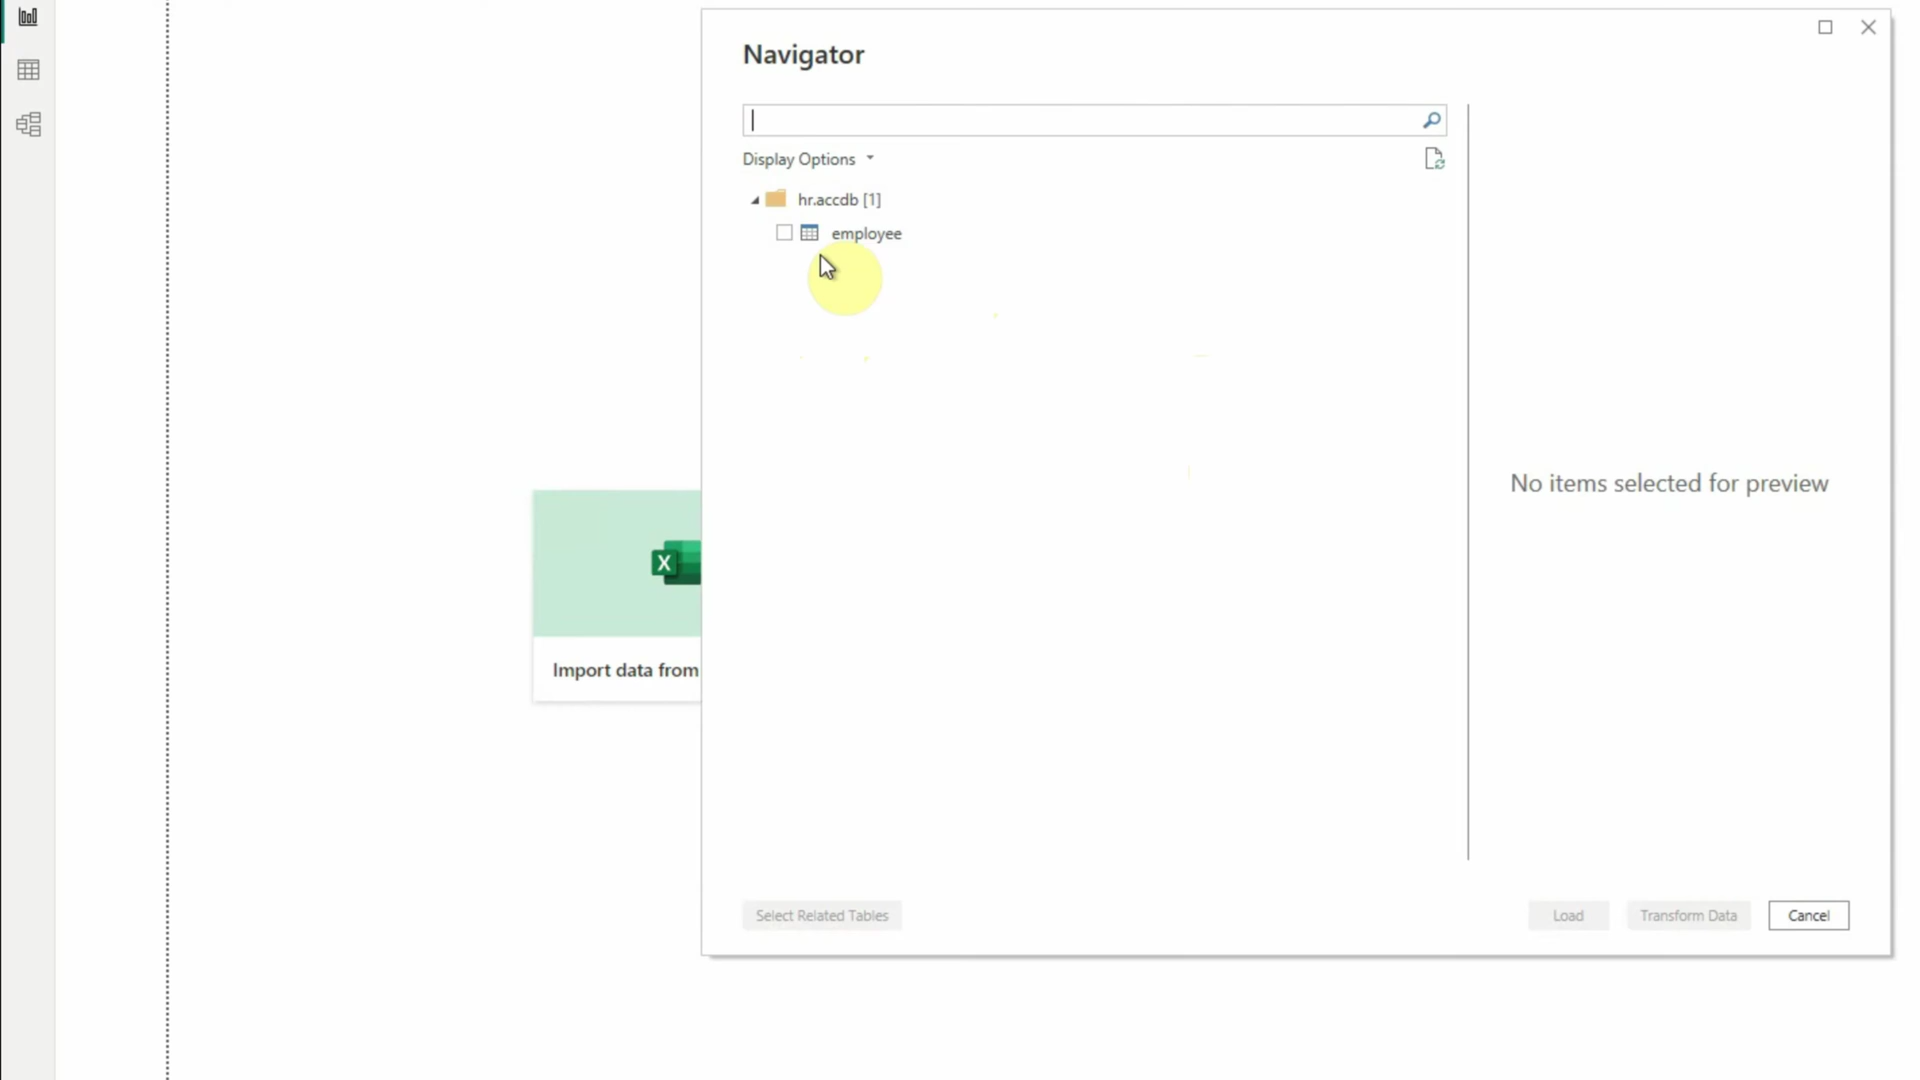 Navigator
Display Options
hr.accdb [1]
employee
No items selected for preview
X
Import data from
Select Related Tables
Load
Transform Data
Cancel